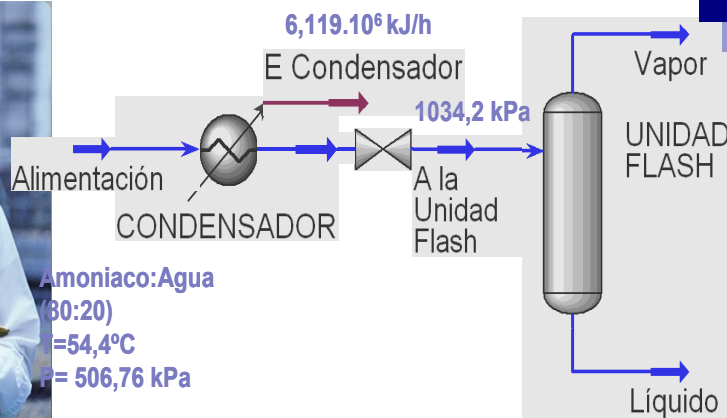 6,119.10⁶ kJ/h
E Condensador
1034,2 kPa
Vapor
UNIDAD
FLASH
Alimentación
A la
Unidad
Flash
CONDENSADOR
Amoniaco:Agua
(80:20)
T=54,4ºC
P= 506,76 kPa
Líquido